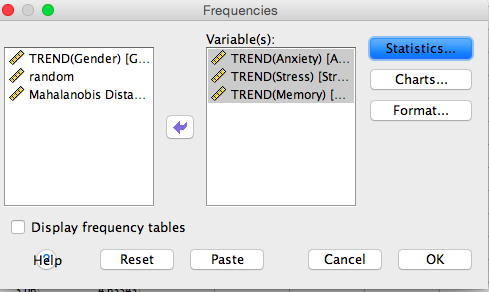 Frequencies
Variable(s):
TREND(Gender) [G...
random
Mahalanobis Dista...
TREND(Anxiety) [A...
TREND(Stress) [Str...
TREND(Memory) [...
Statistics...
Charts...
Format...
Display frequency tables
Help
Reset
Paste
Cancel
OK